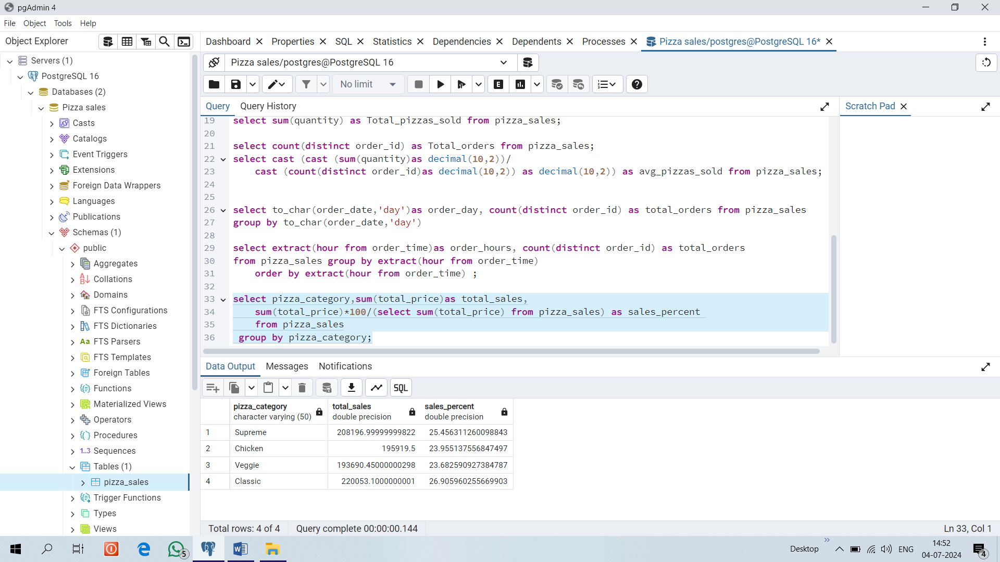 pgAdmin 4
File Object Tools Help
Object Explorer
Dashboard Properties SQL Statistics Dependencies Dependents Processes Pizza sales/postgres@PostgreSQL 16*
Servers (1)
PostgreSQL 16
Databases (2)
Pizza sales
Casts
Catalogs
Event Triggers
Extensions
Foreign Data Wrappers
Languages
Publications
Schemas (1)
public
Aggregates
Collations
Domains
FTS Configurations
FTS Dictionaries
Aa FTS Parsers
FTS Templates
Foreign Tables
Functions
Materialized Views
Operators
Procedures
1..3 Sequences
Tables (1)
pizza_sales
Trigger Functions
Types
Views
Pizza sales/postgres@PostgreSQL 16
No limit E
Query Query History
Scratch Pad
19 select sum(quantity) as Total_pizzas_sold from pizza_sales;
20
21 select count(distinct order_id) as Total_orders from pizza_sales;
22 select cast (cast (sum(quantity)as decimal(10,2))/
23 cast (count(distinct order_id)as decimal(10,2)) as decimal(10,2)) as avg_pizzas_sold from pizza_sales;
24
25
26 select to_char(order_date,'day')as order_day, count(distinct order_id) as total_orders from pizza_sales
27 group by to_char(order_date,'day')
28
29 select extract(hour from order_time)as order_hours, count(distinct order_id) as total_orders
30 from pizza_sales group by extract(hour from order_time)
31 order by extract(hour from order_time) ;
32
33 select pizza_category,sum(total_price)as total_sales,
34 sum(total_price)*100/(select sum(total_price) from pizza_sales) as sales_percent
35 from pizza_sales
36 group by pizza_category;
Data Output Messages Notifications
SQL
pizza_category total_sales sales_percent
character varying (50) double precision double precision
1 Supreme 208196.99999999822 25.456311260098843
2 Chicken 195919.5 23.955137556847497
3 Veggie 193690.45000000298 23.682590927384787
4 Classic 220053.1000000001 26.905960255669903
Total rows: 4 of 4 Query complete 00:00:00.144 Ln 33, Col 1
5
Desktop ENG 14:52
04-07-2024
4